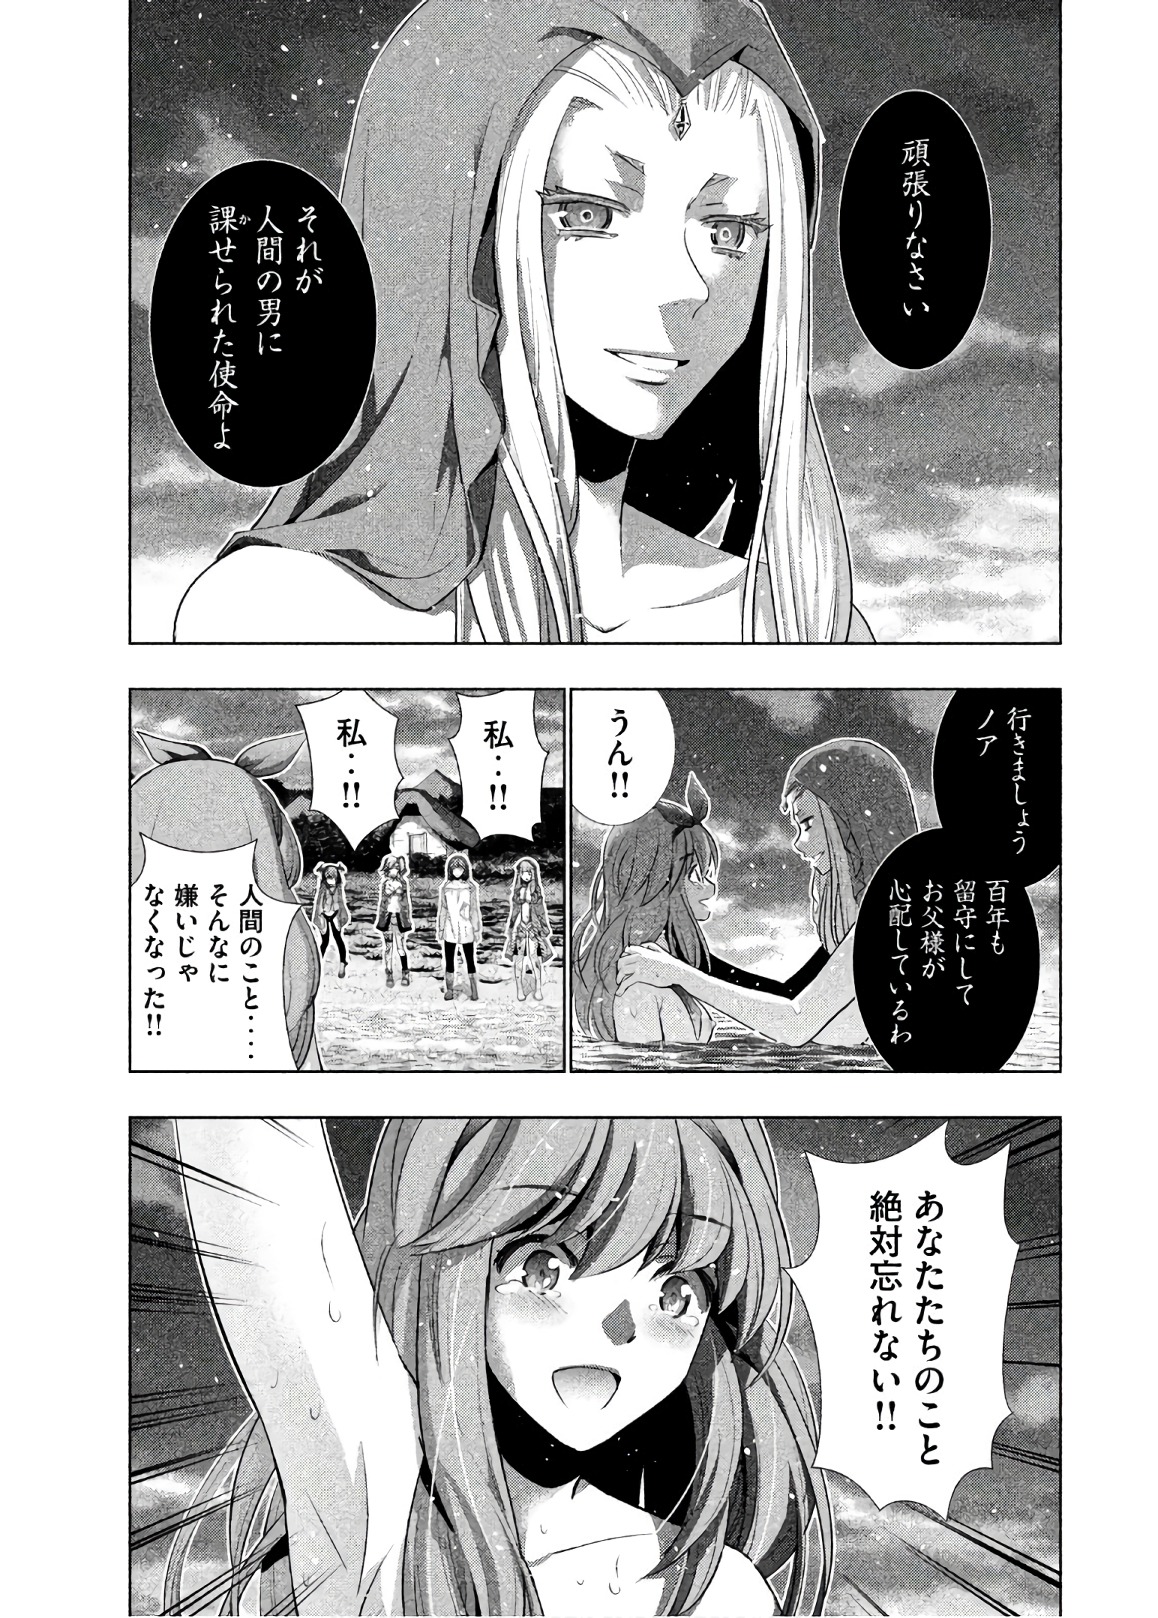 頑張りなさい
それが
人間の男に
課せられた使命よ
か
行きましょう
ノア
百年も
留守にして
お父様が
心配しているわ
うん!!
私‥!!
私‥!!
人間のこと‥‥
そんなに
嫌いじゃ
なくなった!!
あなたたちのこと
絶対忘れない!!